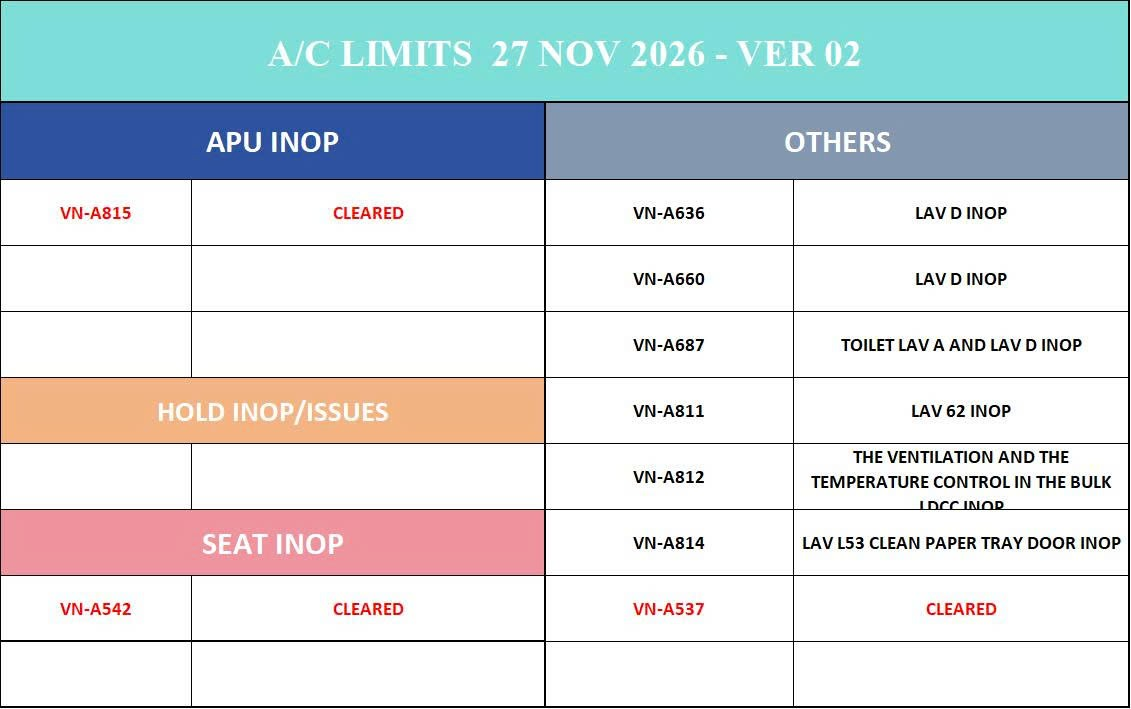 A/C LIMITS 27 NOV 2026 - VER 02
APU INOP
OTHERS
VN-A815 CLEARED
VN-A636 LAV D INOP
VN-A660 LAV D INOP
VN-A687 TOILET LAV A AND LAV D INOP
HOLD INOP/ISSUES
VN-A811 LAV 62 INOP
VN-A812
THE VENTILATION AND THE
TEMPERATURE CONTROL IN THE BULK
LDCC INOP
SEAT INOP
VN-A814 LAV L53 CLEAN PAPER TRAY DOOR INOP
VN-A542 CLEARED
VN-A537 CLEARED